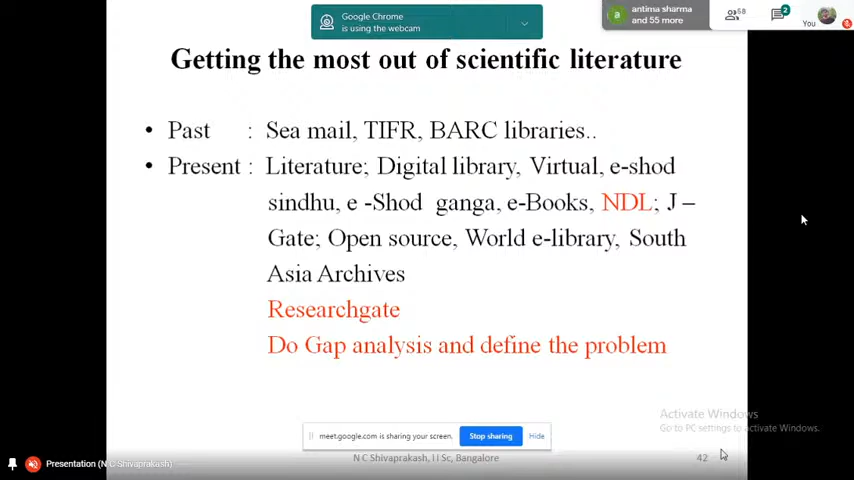 Google Chrome
is using the webcam
a
antima sharma
and 55 more
58
2
You
Getting the most out of scientific literature
• Past : Sea mail, TIFR, BARC libraries..
• Present : Literature; Digital library, Virtual, e-shod
sindhu, e -Shod ganga, e-Books, NDL; J –
Gate; Open source, World e-library, South
Asia Archives
Researchgate
Do Gap analysis and define the problem
Activate Windows
Go to PC settings to activate Windows.
meet.google.com is sharing your screen.
Stop sharing
Hide
Presentation (N C Shivaprakash)
N C Shivaprakash, I I Sc, Bangalore
42